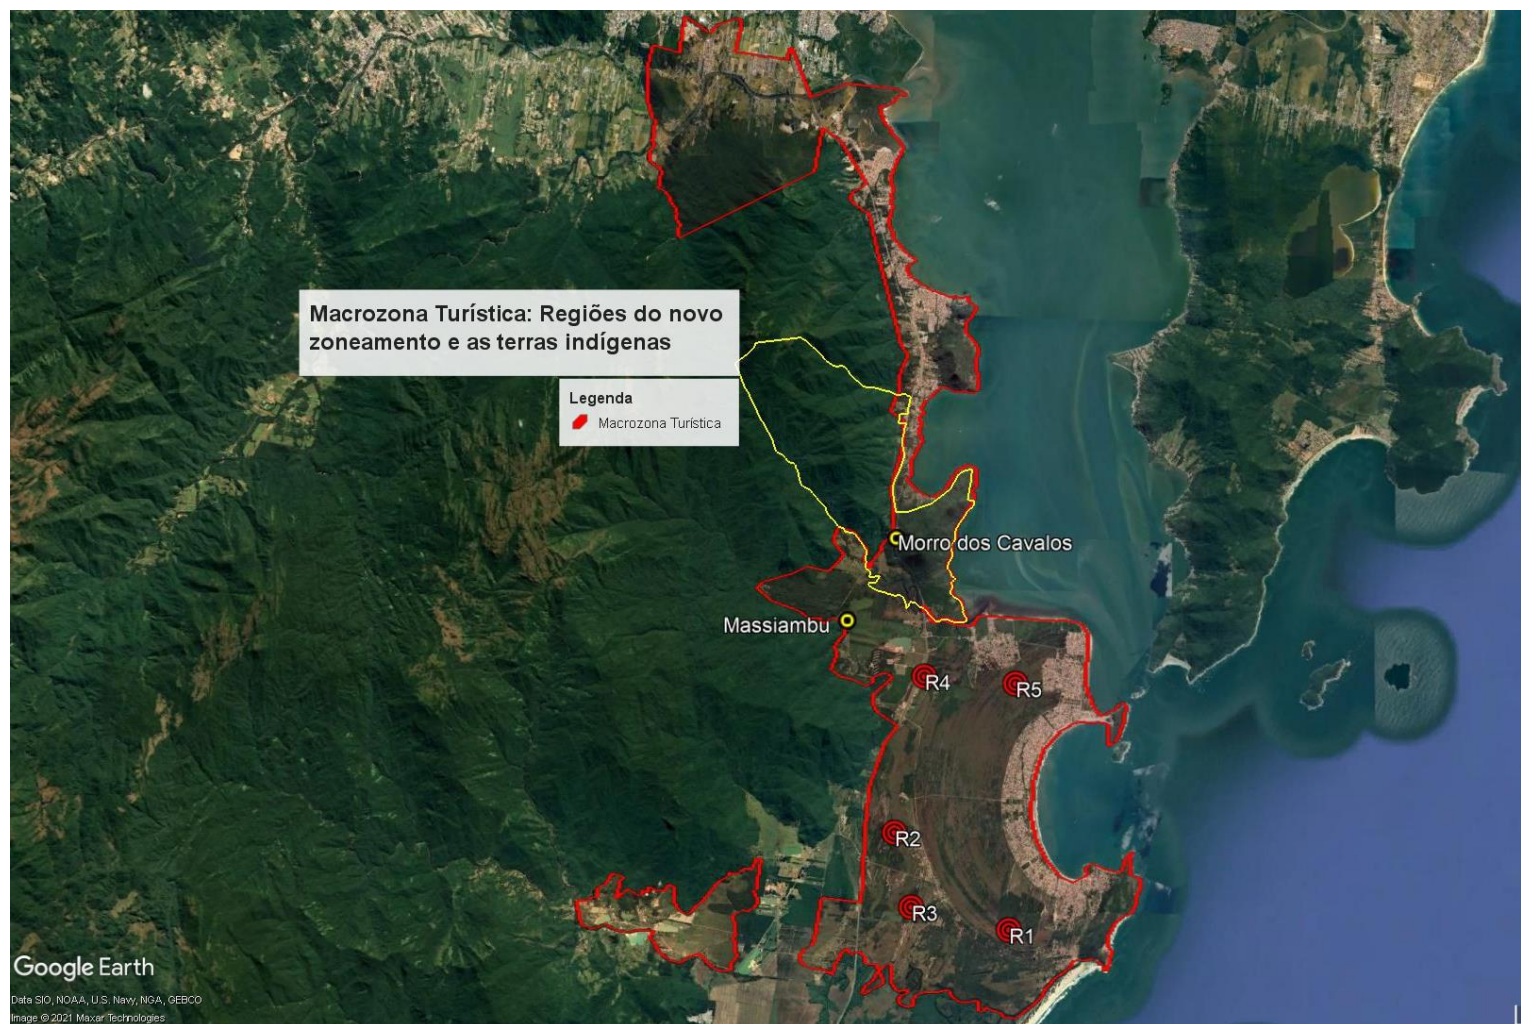 Macrozona Turística: Regiões do novo
zoneamento e as terras indígenas
Legenda
Macrozona Turística
Morro dos Cavalos
Massiambu
R4
R5
R2
R3
R1
Google Earth
Data SIO, NOAA, U.S. Navy, NGA, GEBCO
Image © 2021 Maxar Technologies